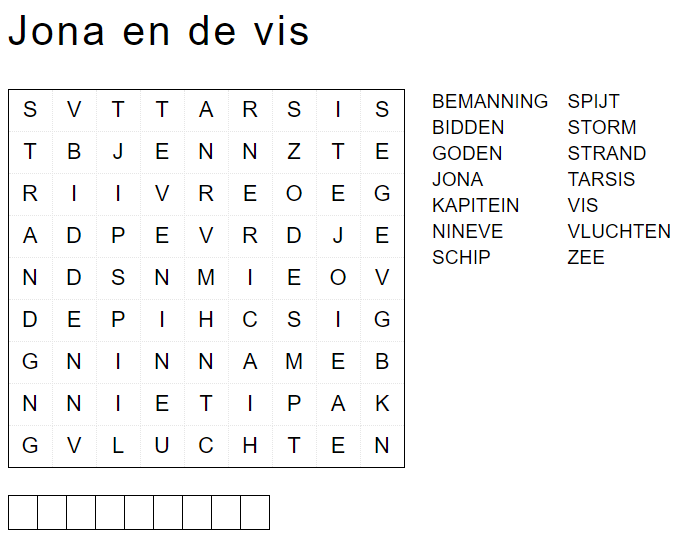 Jona en de vis
S V T T A R S I S
T B J E N N Z T E
R I I V R E O E G
A D P E V R D J E
N D S N M I E O V
D E P I H C S I G
G N I N N A M E B
N N I E T I P A K
G V L U C H T E N
BEMANNING SPIJT
BIDDEN STORM
GODEN STRAND
JONA TARSIS
KAPITEIN VIS
NINEVE VLUCHTEN
SCHIP ZEE